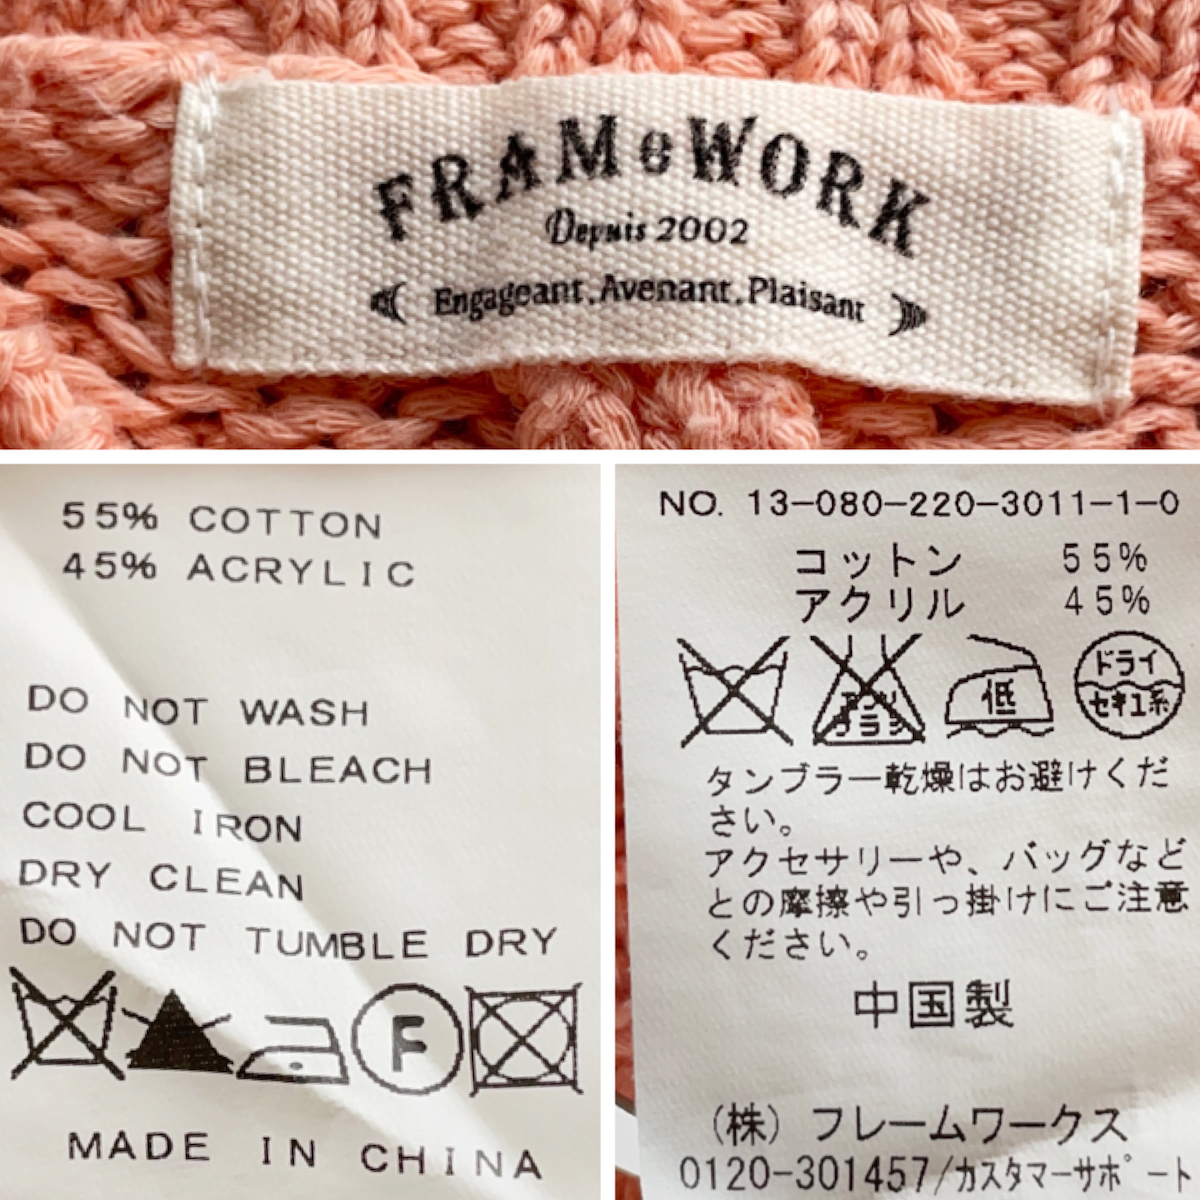 FRAMeWORK
Depuis 2002
Engageant,Avenant,Plaisant
55% COTTON
45% ACRYLIC
DO NOT WASH
DO NOT BLEACH
COOL IRON
DRY CLEAN
DO NOT TUMBLE DRY
F
MADE IN CHINA
NO. 13-080-220-3011-1-0
コットン 55%
アクリル 45%
エンソ
サラシ
低
ドライ
セキユ系
タンブラー乾燥はお避けくだ
さい。
アクセサリーや、バッグなど
との摩擦や引っ掛けにご注意
ください。
中国製
(株)フレームワークス
0120-301457/カスタマーサポート